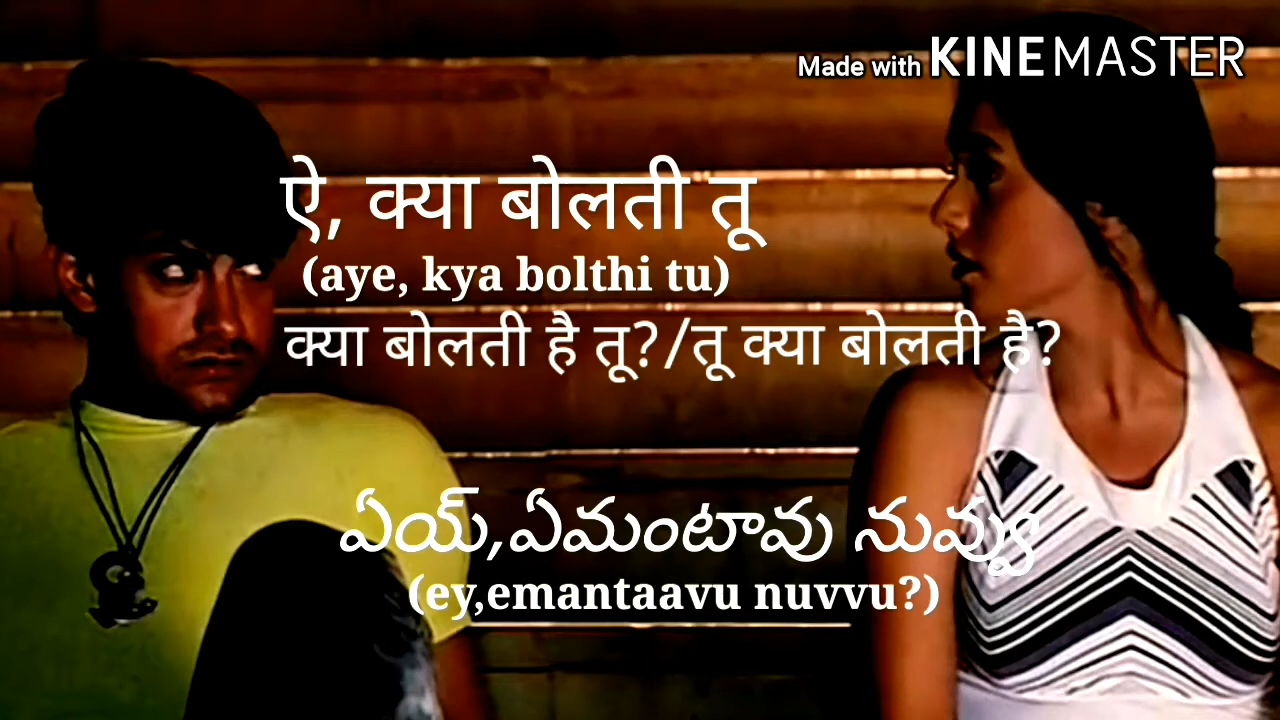 Made with KINEMASTER
ऐ, क्या बोलती तू
(aye, kya bolthi tu)
क्या बोलती है तू?/तू क्या बोलती है?
ఏయ్,ఏమంటావు నువ్వు
(ey,emantaavu nuvvu?)